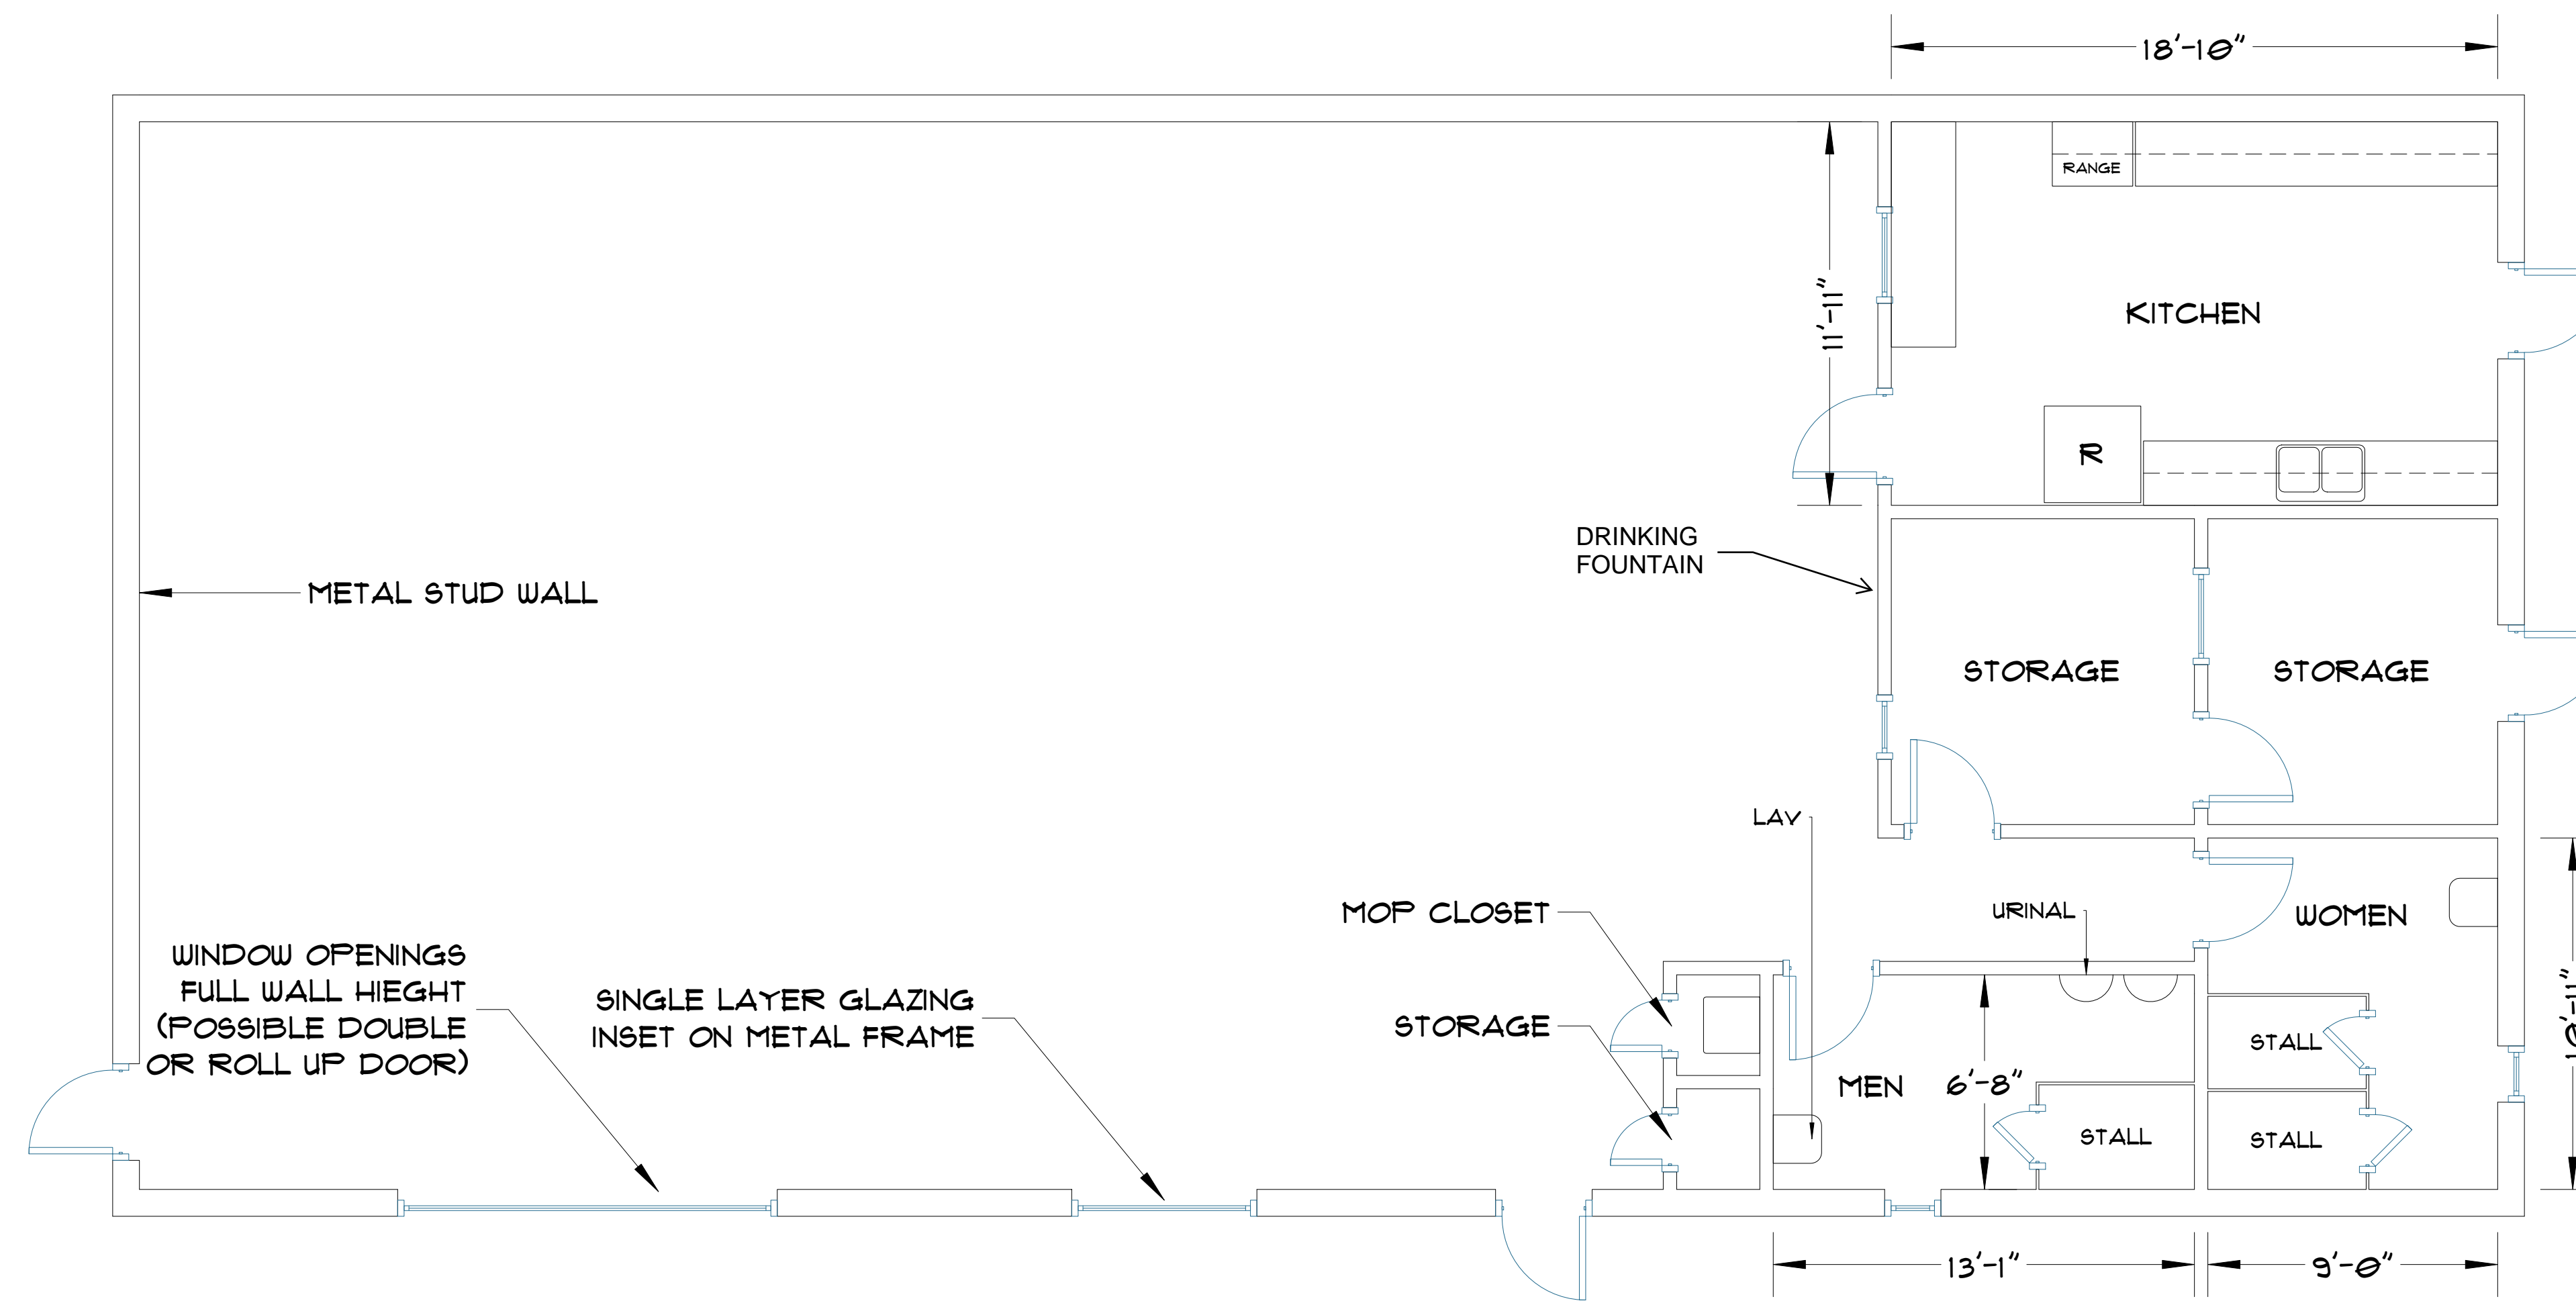 18'-10"
RANGE
11'-11"
KITCHEN
R
DRINKING
FOUNTAIN
METAL STUD WALL
STORAGE
STORAGE
LAV
MOP CLOSET
URINAL
WOMEN
WINDOW OPENINGS
FULL WALL HIEGHT
(POSSIBLE DOUBLE
OR ROLL UP DOOR)
SINGLE LAYER GLAZING
INSET ON METAL FRAME
STORAGE
10'-11"
STALL
MEN
6'-8"
STALL
STALL
13'-1"
9'-0"